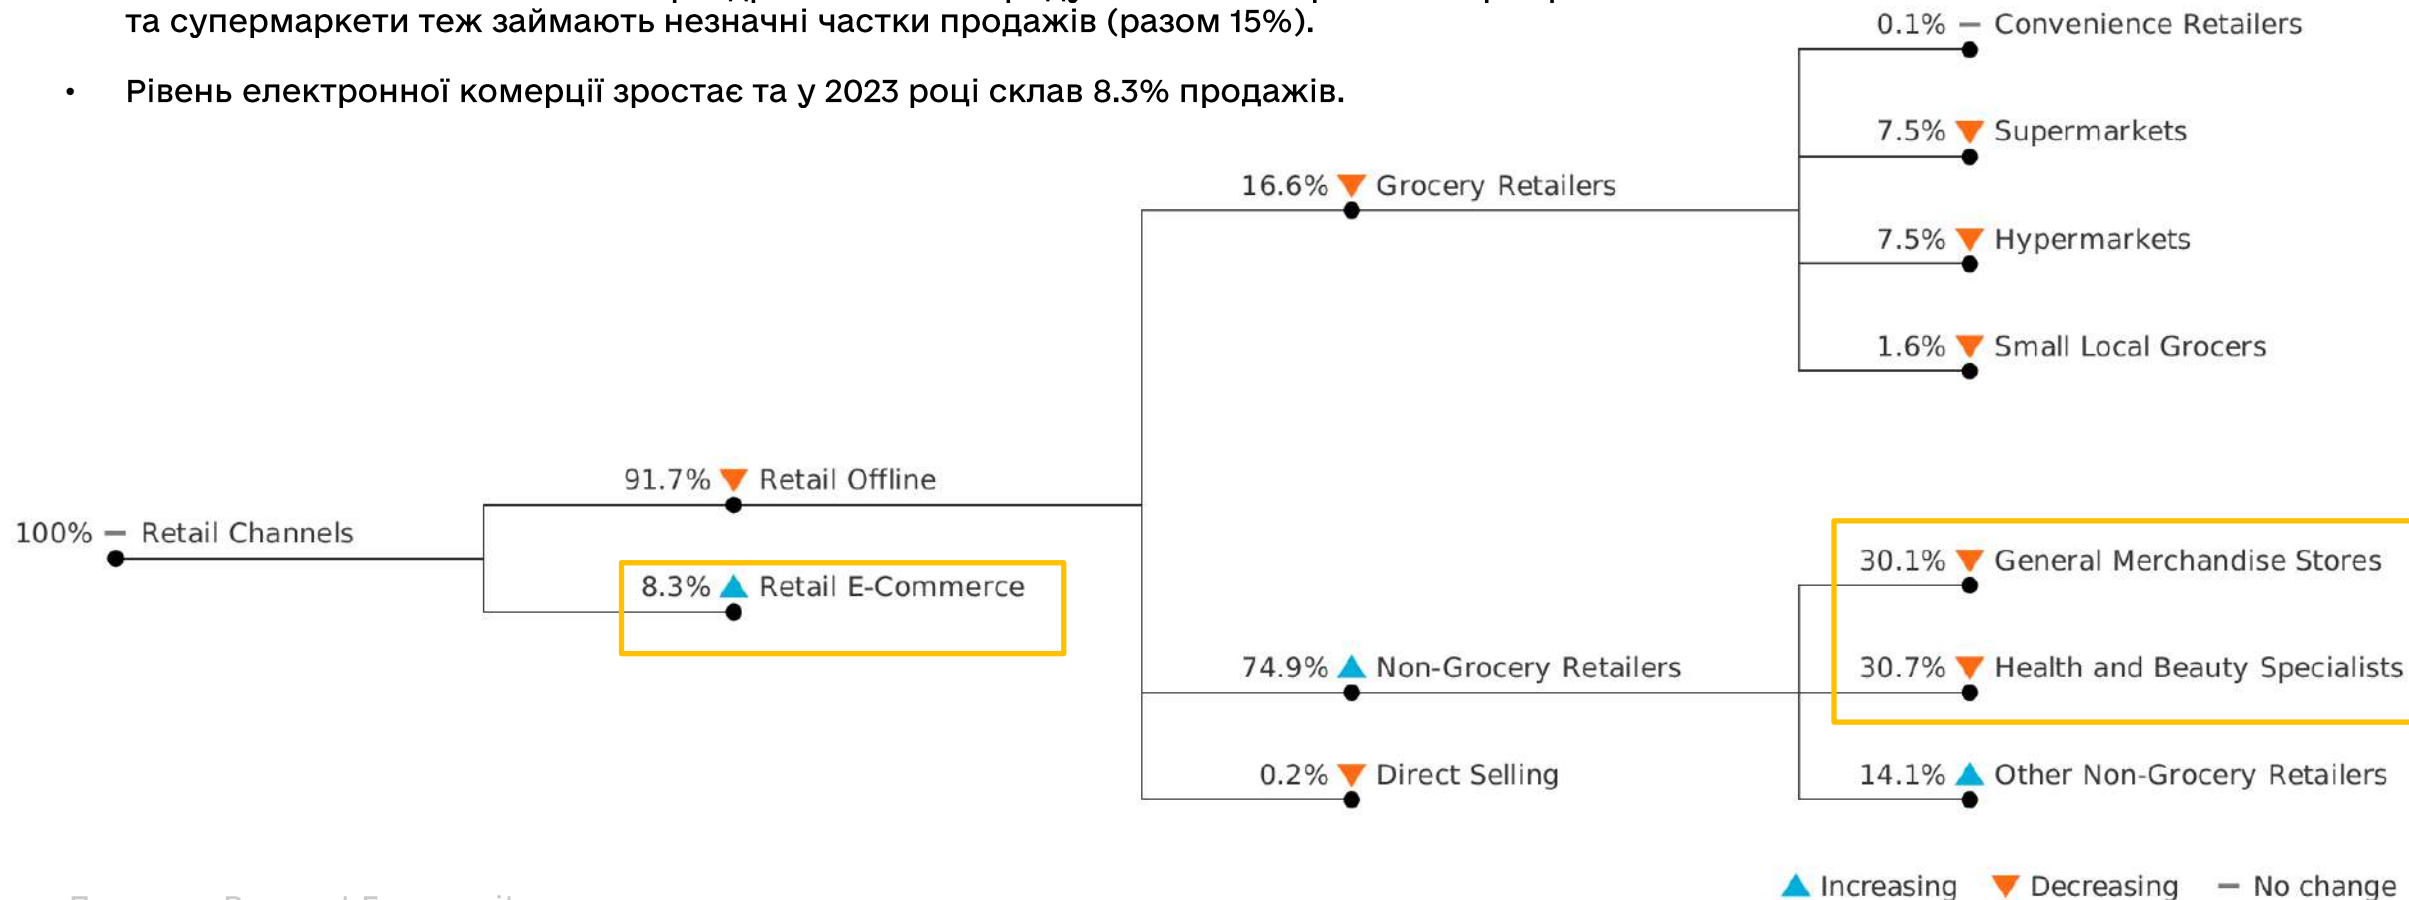 та супермаркети теж займають незначні частки продажів (разом 15%).
• Рівень електронної комерції зростає та у 2023 році склав 8.3% продажів.
0.1% – Convenience Retailers
7.5% ▼ Supermarkets
16.6% ▼ Grocery Retailers
7.5% ▼ Hypermarkets
1.6% ▼ Small Local Grocers
91.7% ▼ Retail Offline
100% – Retail Channels
8.3% ▲ Retail E-Commerce
30.1% ▼ General Merchandise Stores
74.9% ▲ Non-Grocery Retailers
30.7% ▼ Health and Beauty Specialists
0.2% ▼ Direct Selling
14.1% ▲ Other Non-Grocery Retailers
▲ Increasing ▼ Decreasing – No change